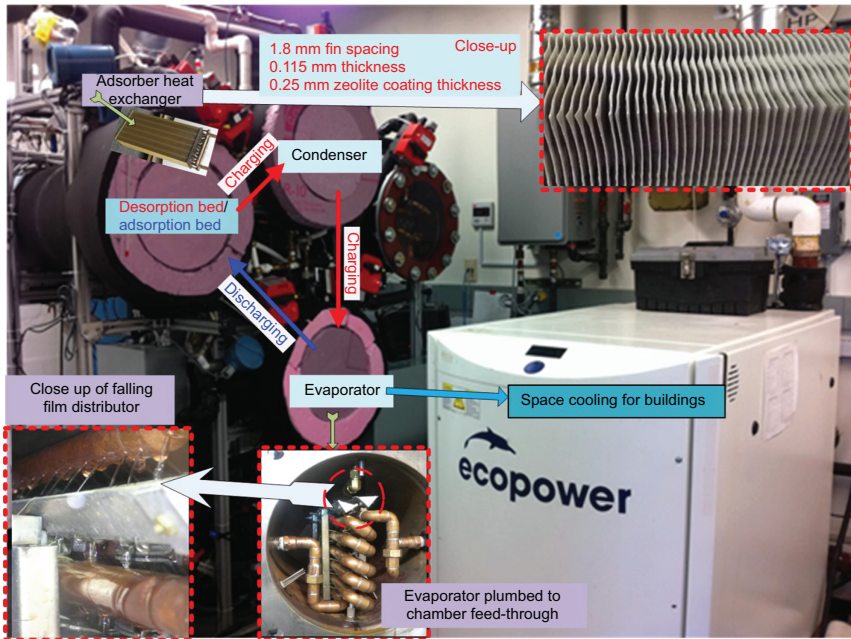 1.8 mm fin spacing
Close-up
0.115 mm thickness
0.25 mm zeolite coating thickness
HP
Adsorber heat
exchanger
Charging
Condenser
R-10
Desorption bed/
adsorption bed
Charging
Discharging
Close up of falling
film distributor
Evaporator
Space cooling for buildings
ecopower
Evaporator plumbed to
chamber feed-through